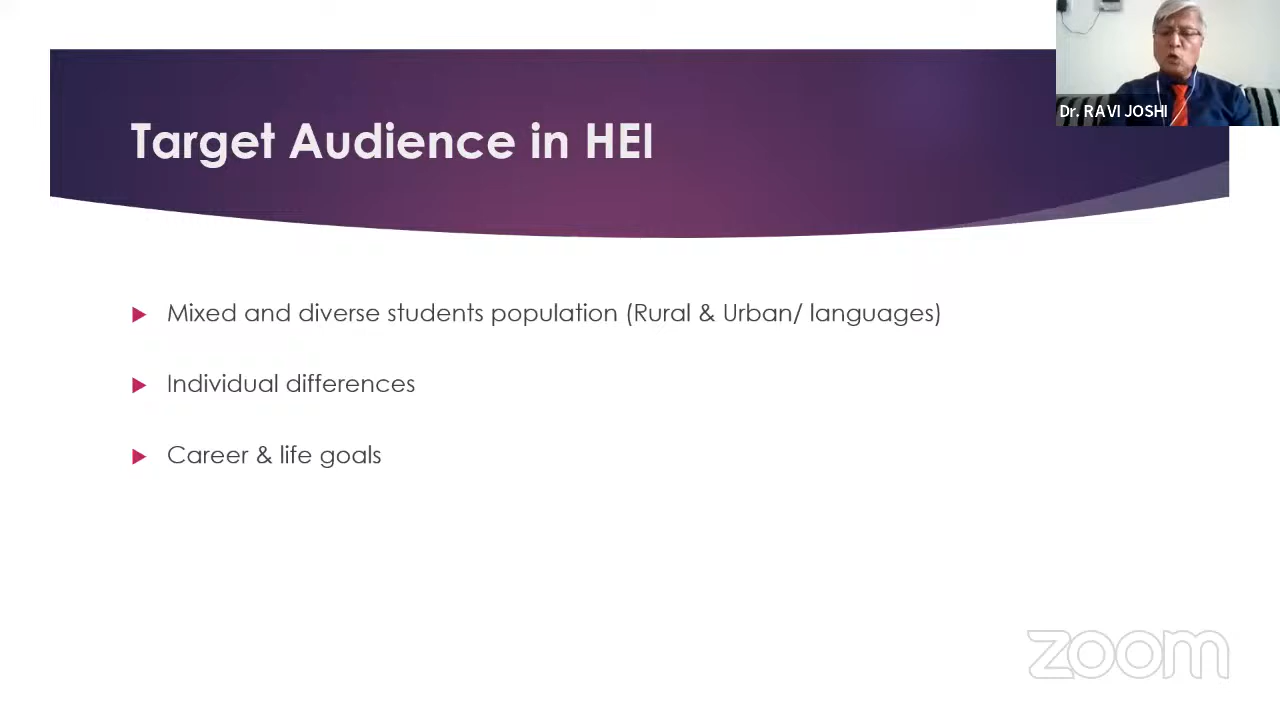 Dr. RAVI JOSHI
Target Audience in HEI
Mixed and diverse students population (Rural & Urban/ languages)
Individual differences
Career & life goals
zoom